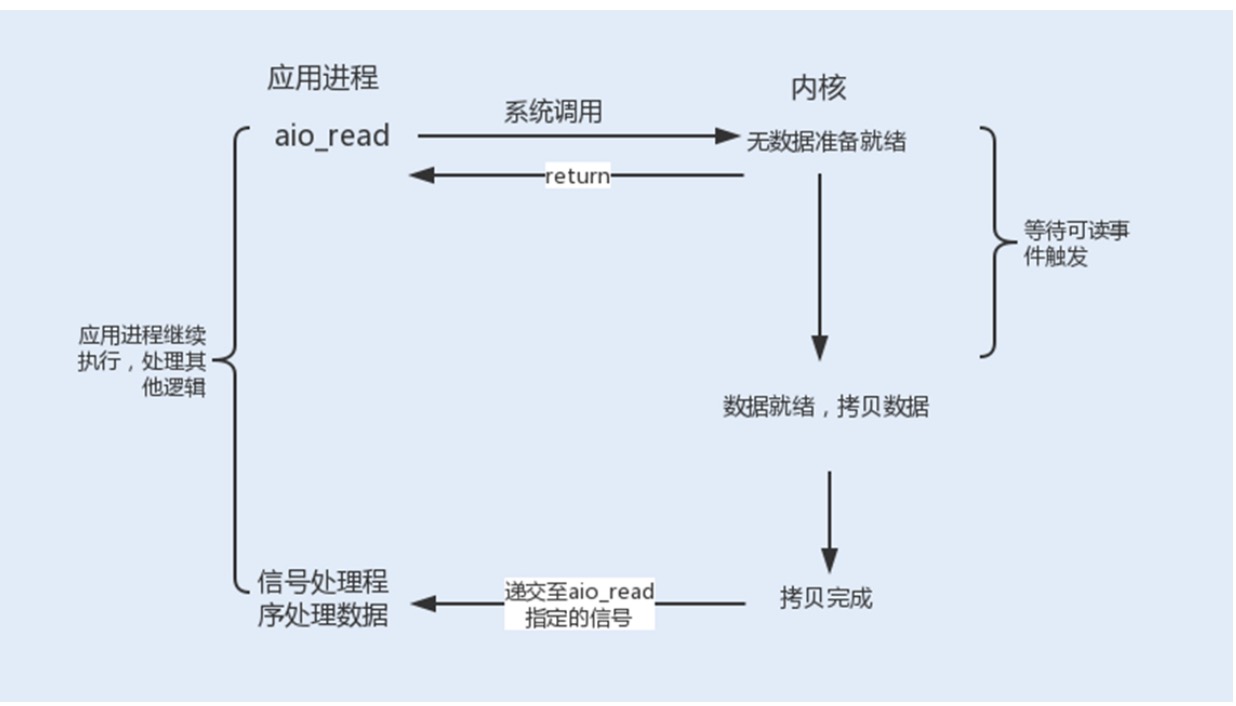 应用进程
内核
系统调用
aio_read
无数据准备就绪
return
等待可读事
件触发
应用进程继续
执行，处理其
他逻辑
数据就绪，拷贝数据
信号处理程
序处理数据
递交至aio_read
指定的信号
拷贝完成